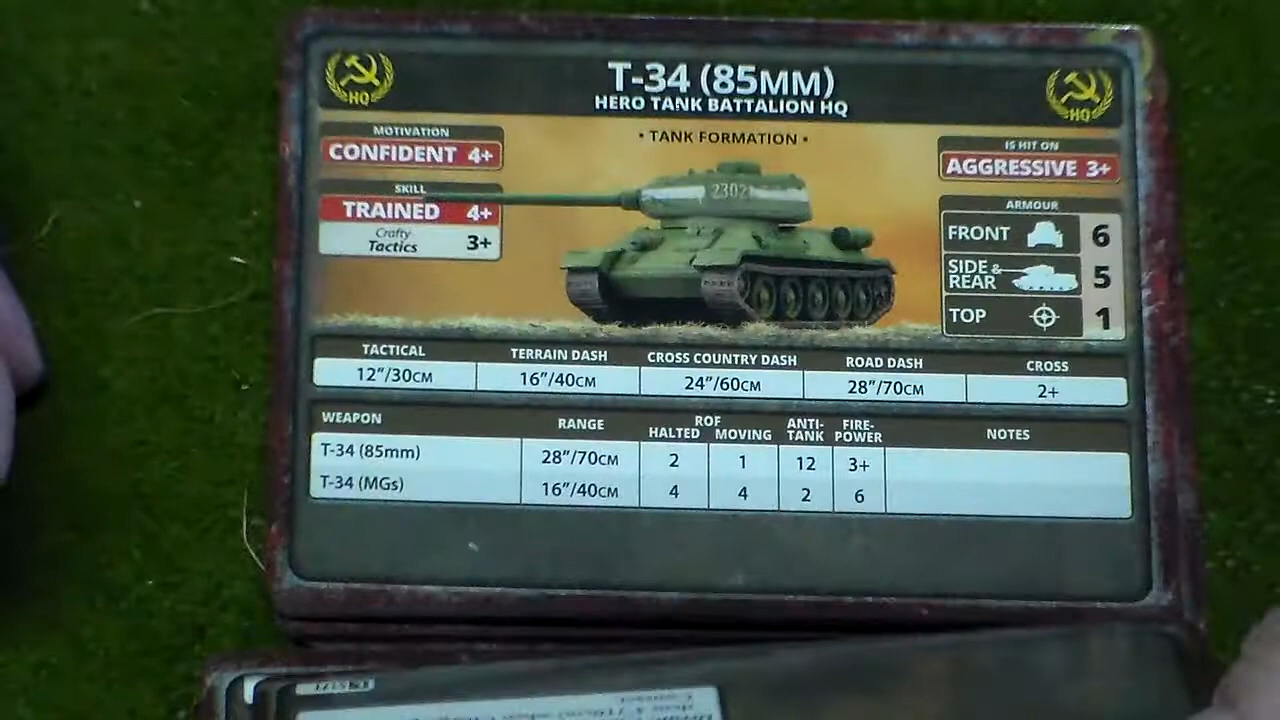 T-34 (85MM)
HERO TANK BATTALION HQ
HQ
HQ
• TANK FORMATION •
MOTIVATION
CONFIDENT 4+
SKILL
TRAINED 4+
Crafty
Tactics 3+
2302
IS HIT ON
AGGRESSIVE 3+
ARMOUR
FRONT 6
SIDE &
REAR 5
TOP 1
TACTICAL TERRAIN DASH CROSS COUNTRY DASH ROAD DASH CROSS
12"/30CM 16"/40CM 24"/60CM 28"/70CM 2+
WEAPON RANGE ROF HALTED MOVING ANTI-TANK FIRE-POWER NOTES
T-34 (85mm) 28"/70CM 2 1 12 3+
T-34 (MGs) 16"/40CM 4 4 2 6